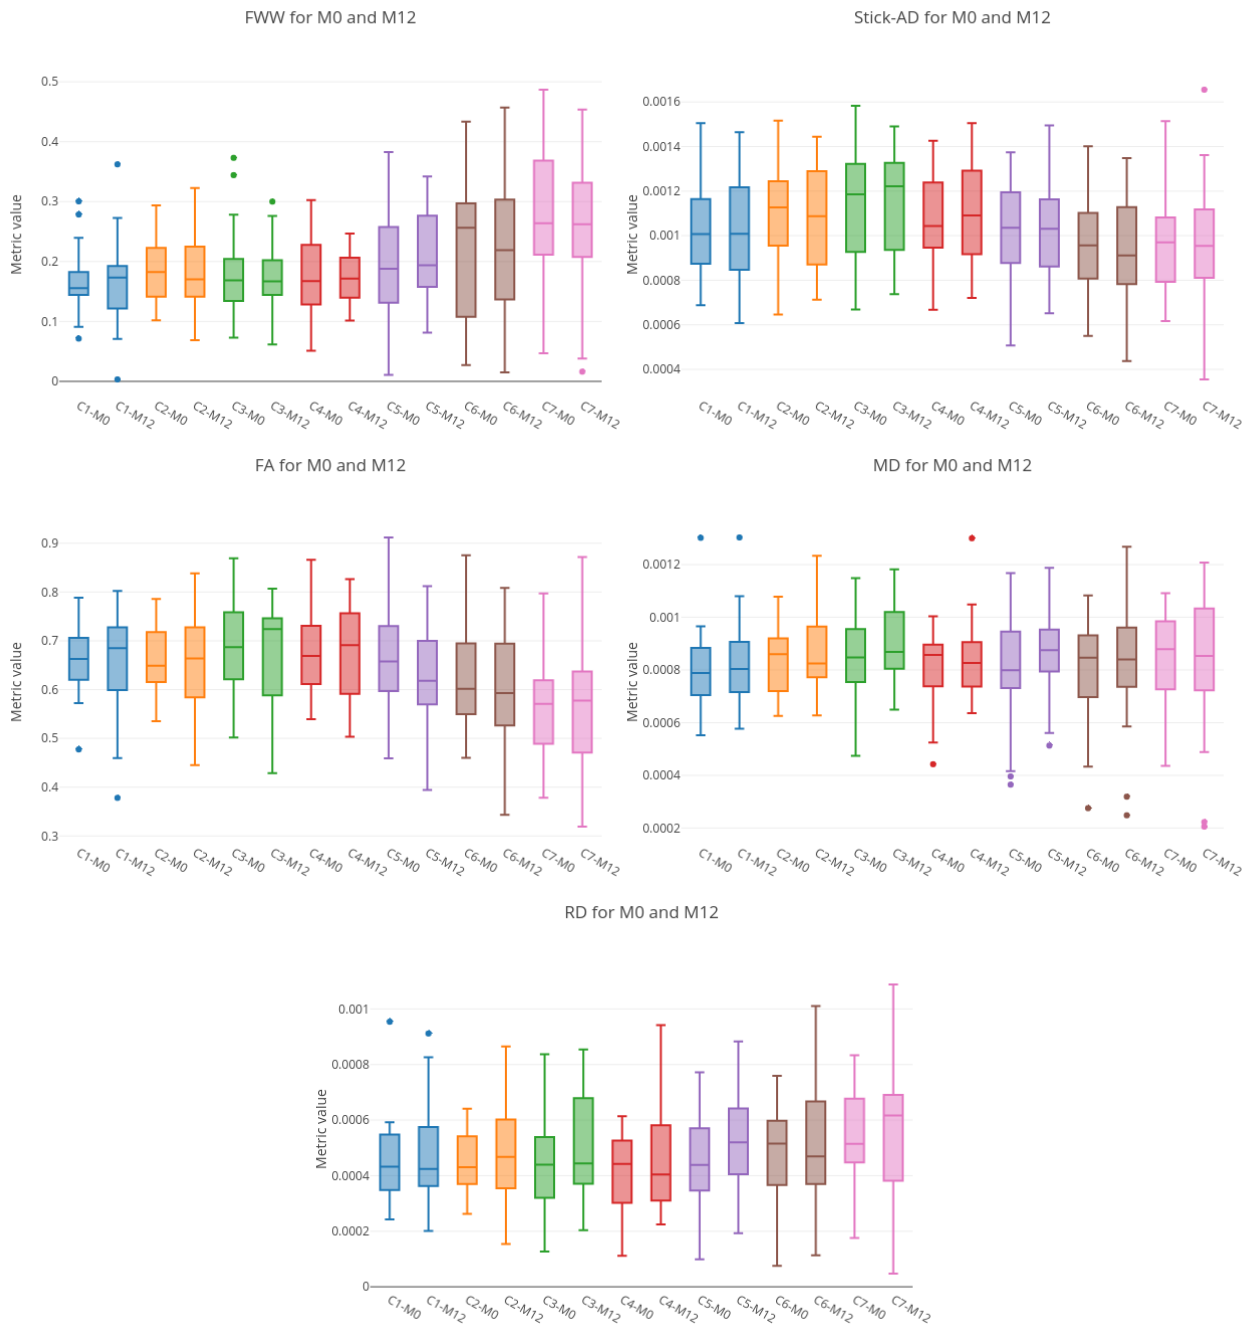 FWW for M0 and M12
Metric value
0.5
0.4
0.3
0.2
0.1
0
C1-M0
C1-M12
C2-M0
C2-M12
C3-M0
C3-M12
C4-M0
C4-M12
C5-M0
C5-M12
C6-M0
C6-M12
C7-M0
C7-M12
Stick-AD for M0 and M12
Metric value
0.0016
0.0014
0.0012
0.001
0.0008
0.0006
0.0004
C1-M0
C1-M12
C2-M0
C2-M12
C3-M0
C3-M12
C4-M0
C4-M12
C5-M0
C5-M12
C6-M0
C6-M12
C7-M0
C7-M12
FA for M0 and M12
Metric value
0.9
0.8
0.7
0.6
0.5
0.4
0.3
C1-M0
C1-M12
C2-M0
C2-M12
C3-M0
C3-M12
C4-M0
C4-M12
C5-M0
C5-M12
C6-M0
C6-M12
C7-M0
C7-M12
MD for M0 and M12
Metric value
0.0012
0.001
0.0008
0.0006
0.0004
0.0002
C1-M0
C1-M12
C2-M0
C2-M12
C3-M0
C3-M12
C4-M0
C4-M12
C5-M0
C5-M12
C6-M0
C6-M12
C7-M0
C7-M12
RD for M0 and M12
Metric value
0.001
0.0008
0.0006
0.0004
0.0002
0
C1-M0
C1-M12
C2-M0
C2-M12
C3-M0
C3-M12
C4-M0
C4-M12
C5-M0
C5-M12
C6-M0
C6-M12
C7-M0
C7-M12